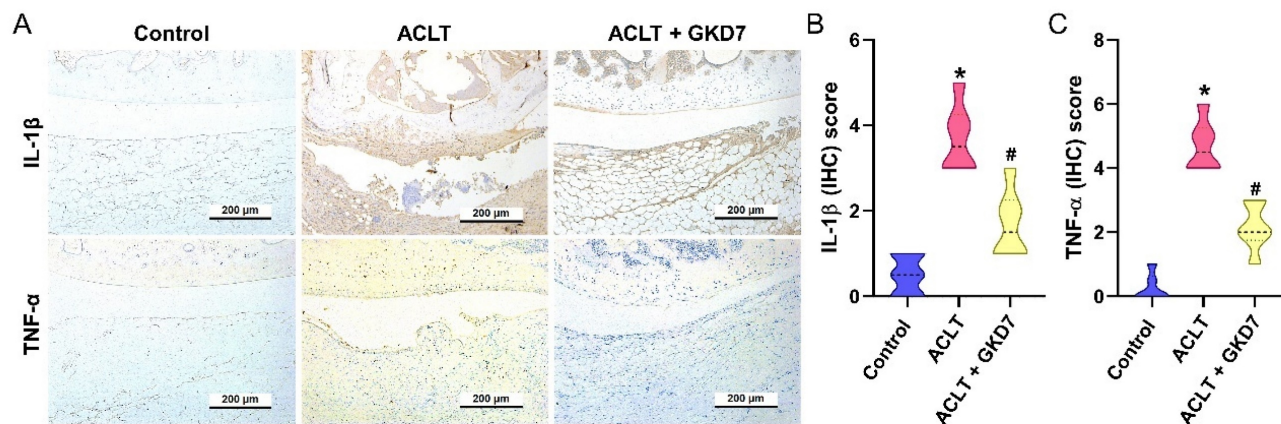 A
Control
ACLT
ACLT + GKD7
IL-1β
200 µm
200 µm
200 µm
TNF-α
200 µm
200 µm
200 µm
B
IL-1β (IHC) score
6
4
2
0
*
#
Control
ACLT
ACLT + GKD7
C
TNF-α (IHC) score
8
6
4
2
0
*
#
Control
ACLT
ACLT + GKD7